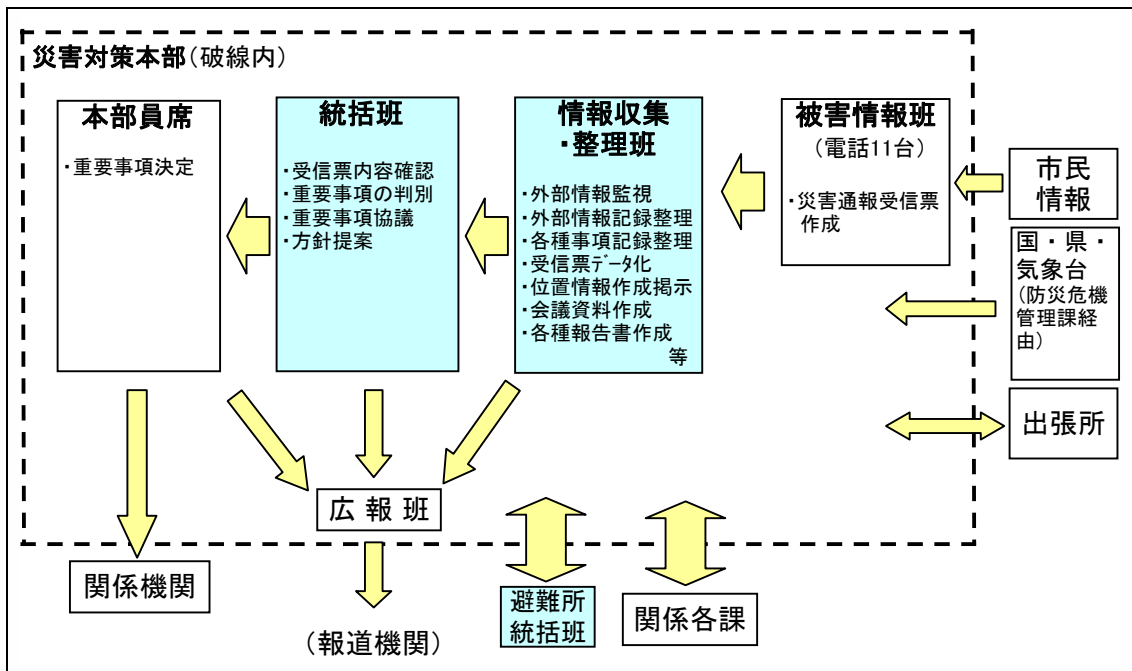 災害対策本部(破線内)
本部員席
・重要事項決定
統括班
・受信票内容確認
・重要事項の判別
・重要事項協議
・方針提案
情報収集
・整理班
・外部情報監視
・外部情報記録整理
・各種事項記録整理
・受信票ﾃﾞｰﾀ化
・位置情報作成掲示
・会議資料作成
・各種報告書作成
等
被害情報班
(電話11台)
・災害通報受信票
作成
市民
情報
国・県・
気象台
(防災危機
管理課経
由)
出張所
広報班
関係機関
(報道機関)
避難所
統括班
関係各課